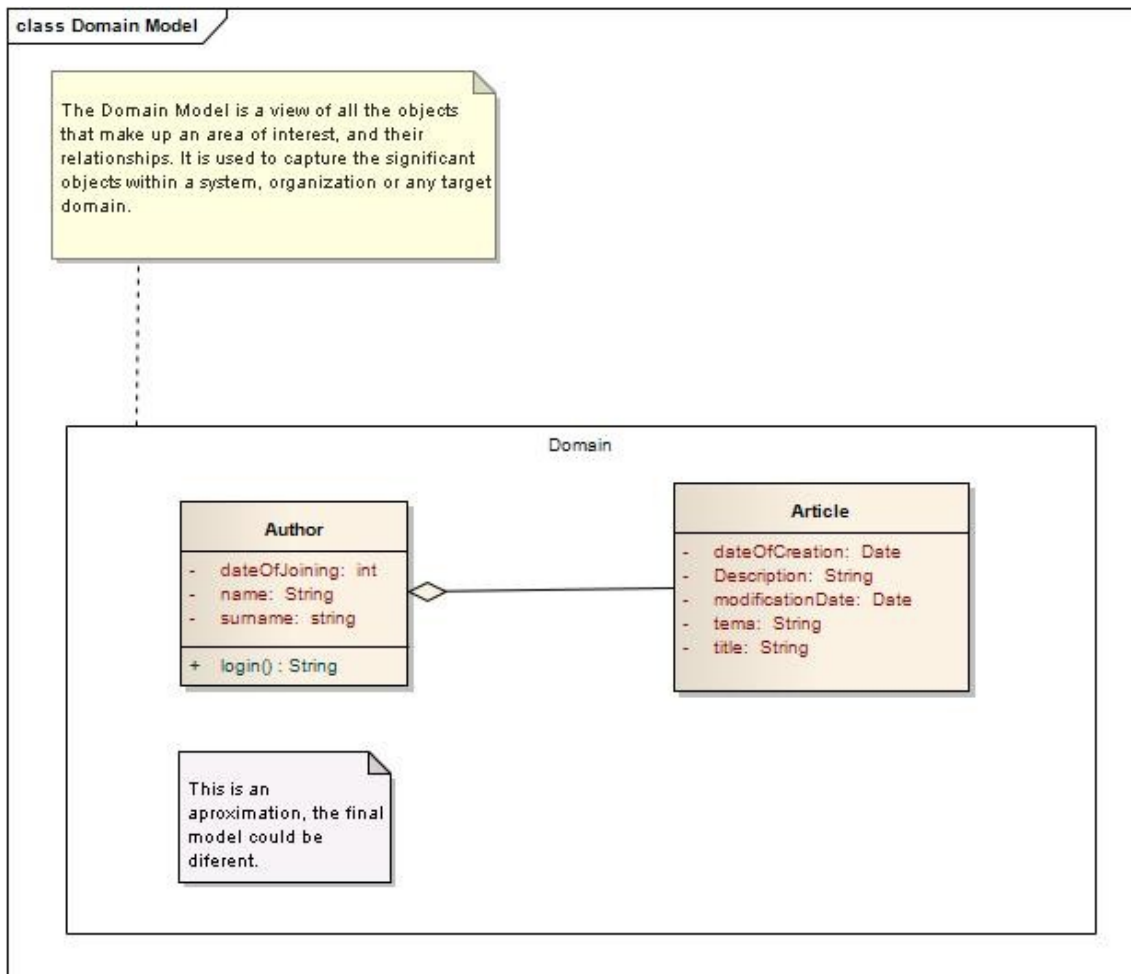 class Domain Model
The Domain Model is a view of all the objects
that make up an area of interest, and their
relationships. It is used to capture the significant
objects within a system, organization or any target
domain.
Domain
Author
- dateOfJoining: int
- name: String
- surname: string
+ login() : String
Article
- dateOfCreation: Date
- Description: String
- modificationDate: Date
- tema: String
- title: String
This is an
aproximation, the final
model could be
diferent.